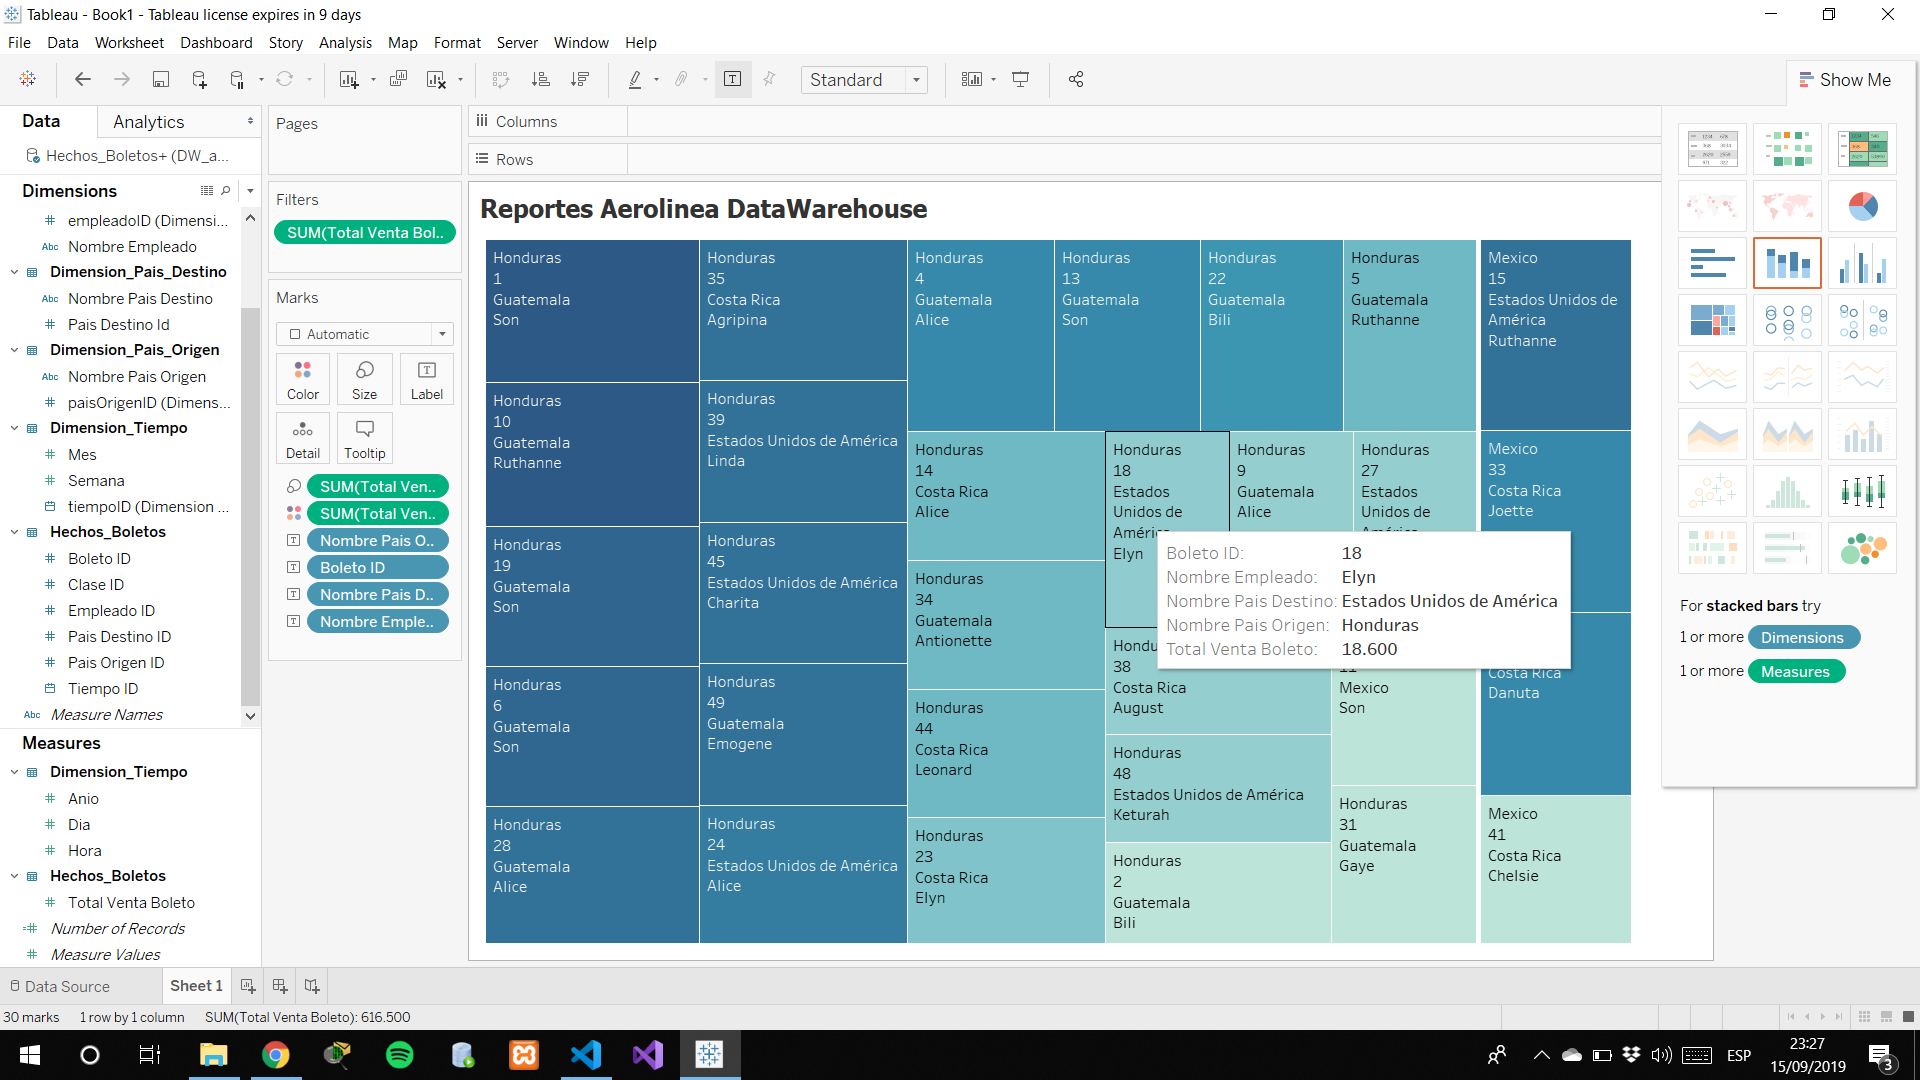 Tableau - Book1 - Tableau license expires in 9 days
File Data Worksheet Dashboard Story Analysis Map Format Server Window Help
Standard
Show Me
Data
Analytics
Hechos_Boletos+ (DW_a...
Dimensions
empleadoID (Dimensi...
Abc Nombre Empleado
Dimension_Pais_Destino
Abc Nombre Pais Destino
Pais Destino Id
Dimension_Pais_Origen
Abc Nombre Pais Origen
paisOrigenID (Dimens...
Dimension_Tiempo
Mes
Semana
tiempoID (Dimension ...
Hechos_Boletos
Boleto ID
Clase ID
Empleado ID
Pais Destino ID
Pais Origen ID
Tiempo ID
Abc Measure Names
Measures
Dimension_Tiempo
Anio
Dia
Hora
Hechos_Boletos
Total Venta Boleto
Number of Records
Measure Values
Pages
Filters
SUM(Total Venta Bol..
Marks
Automatic
Color
Size
Label
Detail
Tooltip
SUM(Total Ven..
SUM(Total Ven..
Nombre Pais O..
Boleto ID
Nombre Pais D..
Nombre Emple..
Columns
Rows
Reportes Aerolinea DataWarehouse
Honduras
1
Guatemala
Son
Honduras
10
Guatemala
Ruthanne
Honduras
19
Guatemala
Son
Honduras
6
Guatemala
Son
Honduras
28
Guatemala
Alice
Honduras
35
Costa Rica
Agripina
Honduras
39
Estados Unidos de América
Linda
Honduras
45
Estados Unidos de América
Charita
Honduras
49
Guatemala
Emogene
Honduras
24
Estados Unidos de América
Alice
Honduras
4
Guatemala
Alice
Honduras
13
Guatemala
Son
Honduras
22
Guatemala
Bili
Honduras
5
Guatemala
Ruthanne
Honduras
14
Costa Rica
Alice
Honduras
34
Guatemala
Antionette
Honduras
44
Costa Rica
Leonard
Honduras
23
Costa Rica
Elyn
Honduras
18
Estados
Unidos de
América
Elyn
Honduras
9
Guatemala
Alice
Honduras
27
Estados
Unidos de
América
Boleto ID: 18
Nombre Empleado: Elyn
Nombre Pais Destino: Estados Unidos de América
Nombre Pais Origen: Honduras
Total Venta Boleto: 18.600
38
Costa Rica
August
Honduras
48
Estados Unidos de América
Keturah
Honduras
2
Guatemala
Bili
11
Mexico
Son
Honduras
31
Guatemala
Gaye
Mexico
15
Estados Unidos de
América
Ruthanne
Mexico
33
Costa Rica
Joette
Costa Rica
Danuta
Mexico
41
Costa Rica
Chelsie
For stacked bars try
1 or more Dimensions
1 or more Measures
Data Source
Sheet 1
30 marks 1 row by 1 column SUM(Total Venta Boleto): 616.500
ESP
23:27
15/09/2019
3